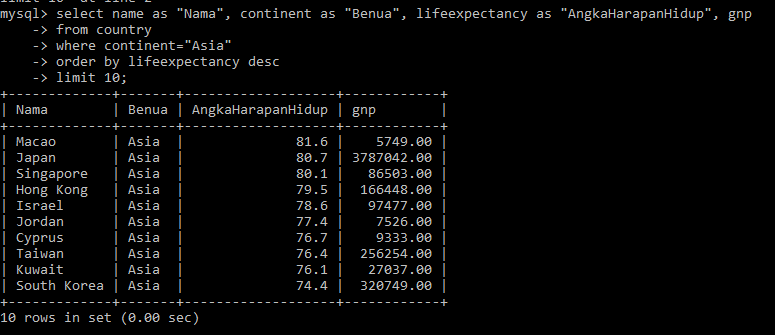 limit 10" at line 2
mysql> select name as "Nama", continent as "Benua", lifeexpectancy as "AngkaHarapanHidup", gnp
    -> from country
    -> where continent="Asia"
    -> order by lifeexpectancy desc
    -> limit 10;
+-------------+-------+-------------------+------------+
| Nama        | Benua | AngkaHarapanHidup | gnp        |
+-------------+-------+-------------------+------------+
| Macao       | Asia  |              81.6 |    5749.00 |
| Japan       | Asia  |              80.7 | 3787042.00 |
| Singapore   | Asia  |              80.1 |   86503.00 |
| Hong Kong   | Asia  |              79.5 |  166448.00 |
| Israel      | Asia  |              78.6 |   97477.00 |
| Jordan      | Asia  |              77.4 |    7526.00 |
| Cyprus      | Asia  |              76.7 |    9333.00 |
| Taiwan      | Asia  |              76.4 |  256254.00 |
| Kuwait      | Asia  |              76.1 |   27037.00 |
| South Korea | Asia  |              74.4 |  320749.00 |
+-------------+-------+-------------------+------------+
10 rows in set (0.00 sec)